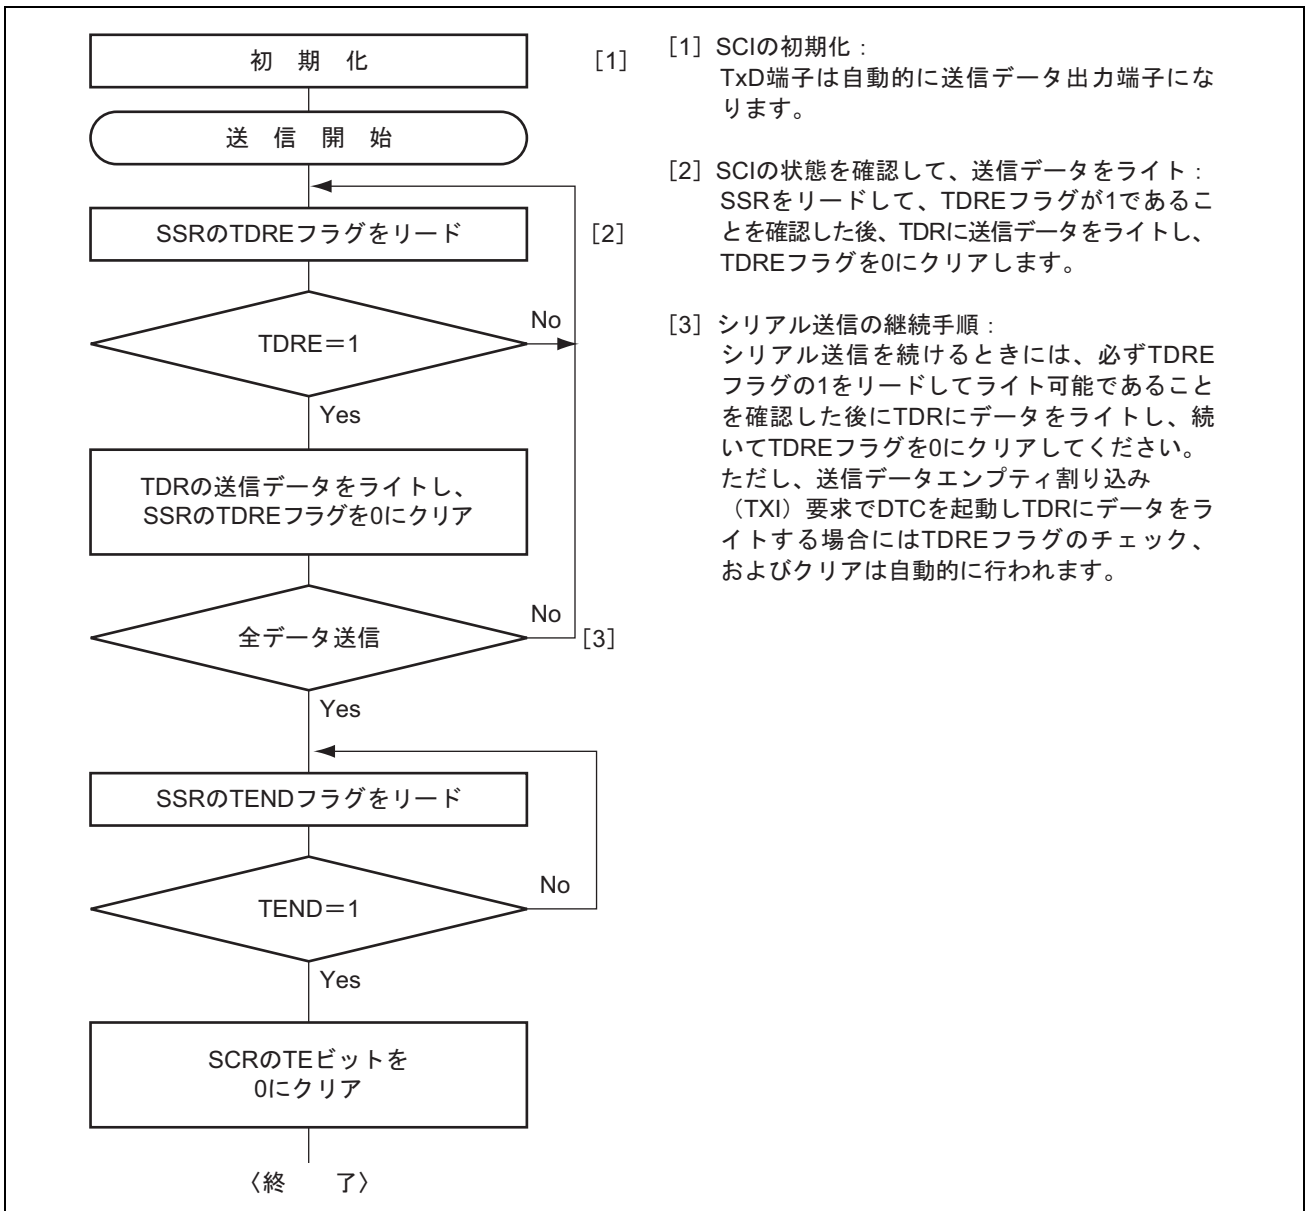 初　期　化
[1]
送　信　開　始
SSRのTDREフラグをリード
[2]
TDRE＝1
No
Yes
TDRの送信データをライトし、
SSRのTDREフラグを0にクリア
全データ送信
No
[3]
Yes
SSRのTENDフラグをリード
TEND＝1
No
Yes
SCRのTEビットを
0にクリア
〈終　　了〉
[1] SCIの初期化：
TxD端子は自動的に送信データ出力端子にな
ります。
[2] SCIの状態を確認して、送信データをライト：
SSRをリードして、TDREフラグが1であるこ
とを確認した後、TDRに送信データをライトし、
TDREフラグを0にクリアします。
[3] シリアル送信の継続手順：
シリアル送信を続けるときには、必ずTDRE
フラグの1をリードしてライト可能であること
を確認した後にTDRにデータをライトし、続
いてTDREフラグを0にクリアしてください。
ただし、送信データエンプティ割り込み
（TXI）要求でDTCを起動しTDRにデータをラ
イトする場合にはTDREフラグのチェック、
およびクリアは自動的に行われます。